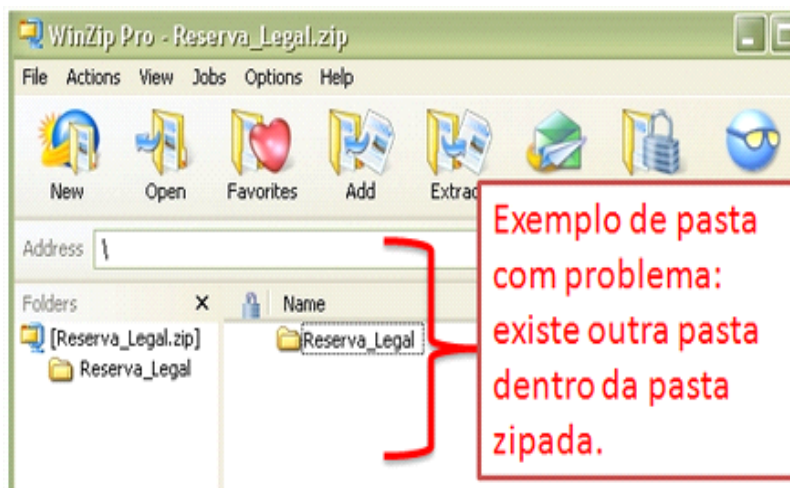 WinZip Pro - Reserva_Legal.zip
File Actions View Jobs Options Help
New Open Favorites Add Extrac
Address \
Folders x Name
[Reserva_Legal.zip]
Reserva_Legal
Reserva_Legal
Exemplo de pasta
com problema:
existe outra pasta
dentro da pasta
zipada.